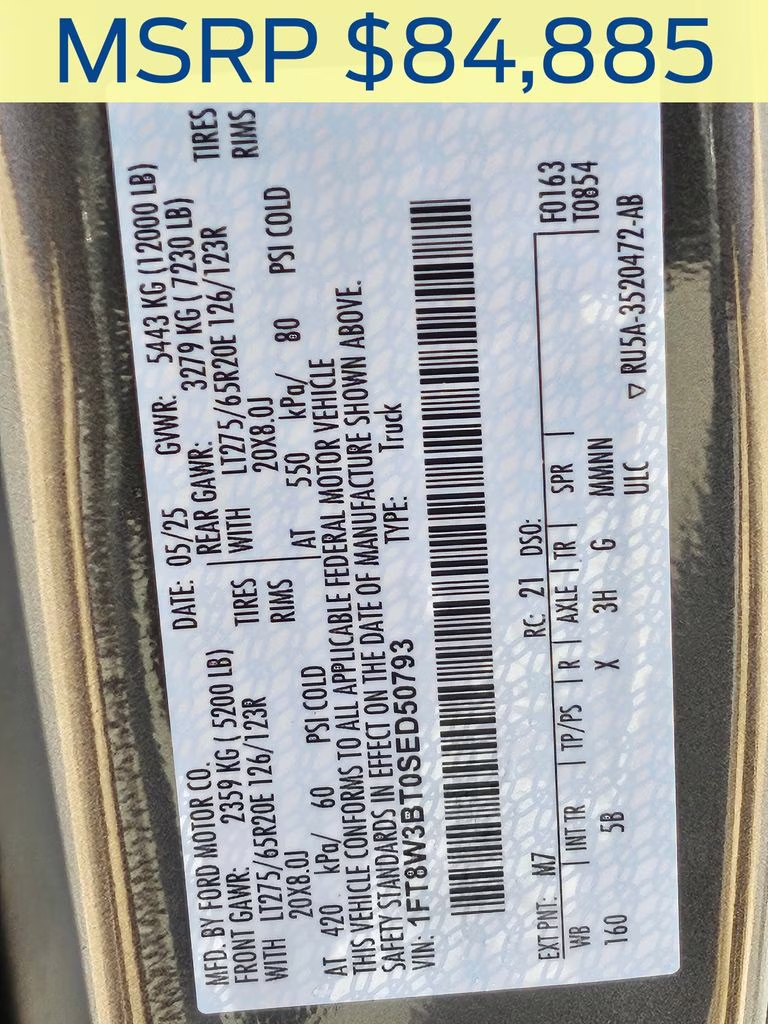 MSRP $84,885
MFD. BY FORD MOTOR CO. DATE: 05/25 GVWR: 5443 KG (12000 LB)
FRONT GAWR: 2359 KG ( 5200 LB) REAR GAWR: 3279 KG ( 7230 LB)
WITH LT275/65R20E 126/123R TIRES WITH LT275/65R20E 126/123R TIRES
20X8.0J RIMS 20X8.0J RIMS
AT 420 kPa/ 60 PSI COLD AT 550 kPa/ 80 PSI COLD
THIS VEHICLE CONFORMS TO ALL APPLICABLE FEDERAL MOTOR VEHICLE
SAFETY STANDARDS IN EFFECT ON THE DATE OF MANUFACTURE SHOWN ABOVE.
VIN: 1FT8W3BT0SED50793 TYPE: Truck
EXT PNT: M7 RC: 21 DSO: F0163
WB INT TR TP/PS R AXLE TR SPR T0854
160 5B X 3H G MMNN
ULC ▽ RU5A-3520472-AB